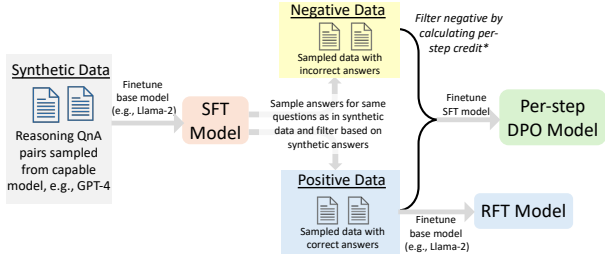 Synthetic Data
Reasoning QnA
pairs sampled
from capable
model, e.g., GPT-4
Finetune
base model
(e.g., Llama-2)
SFT
Model
Negative Data
Sampled data with
incorrect answers
Sample answers for same
questions as in synthetic
data and filter based on
synthetic answers
Positive Data
Sampled data with
correct answers
Filter negative by
calculating per-
step credit*
Finetune
SFT model
Per-step
DPO Model
Finetune
base model
(e.g., Llama-2)
RFT Model